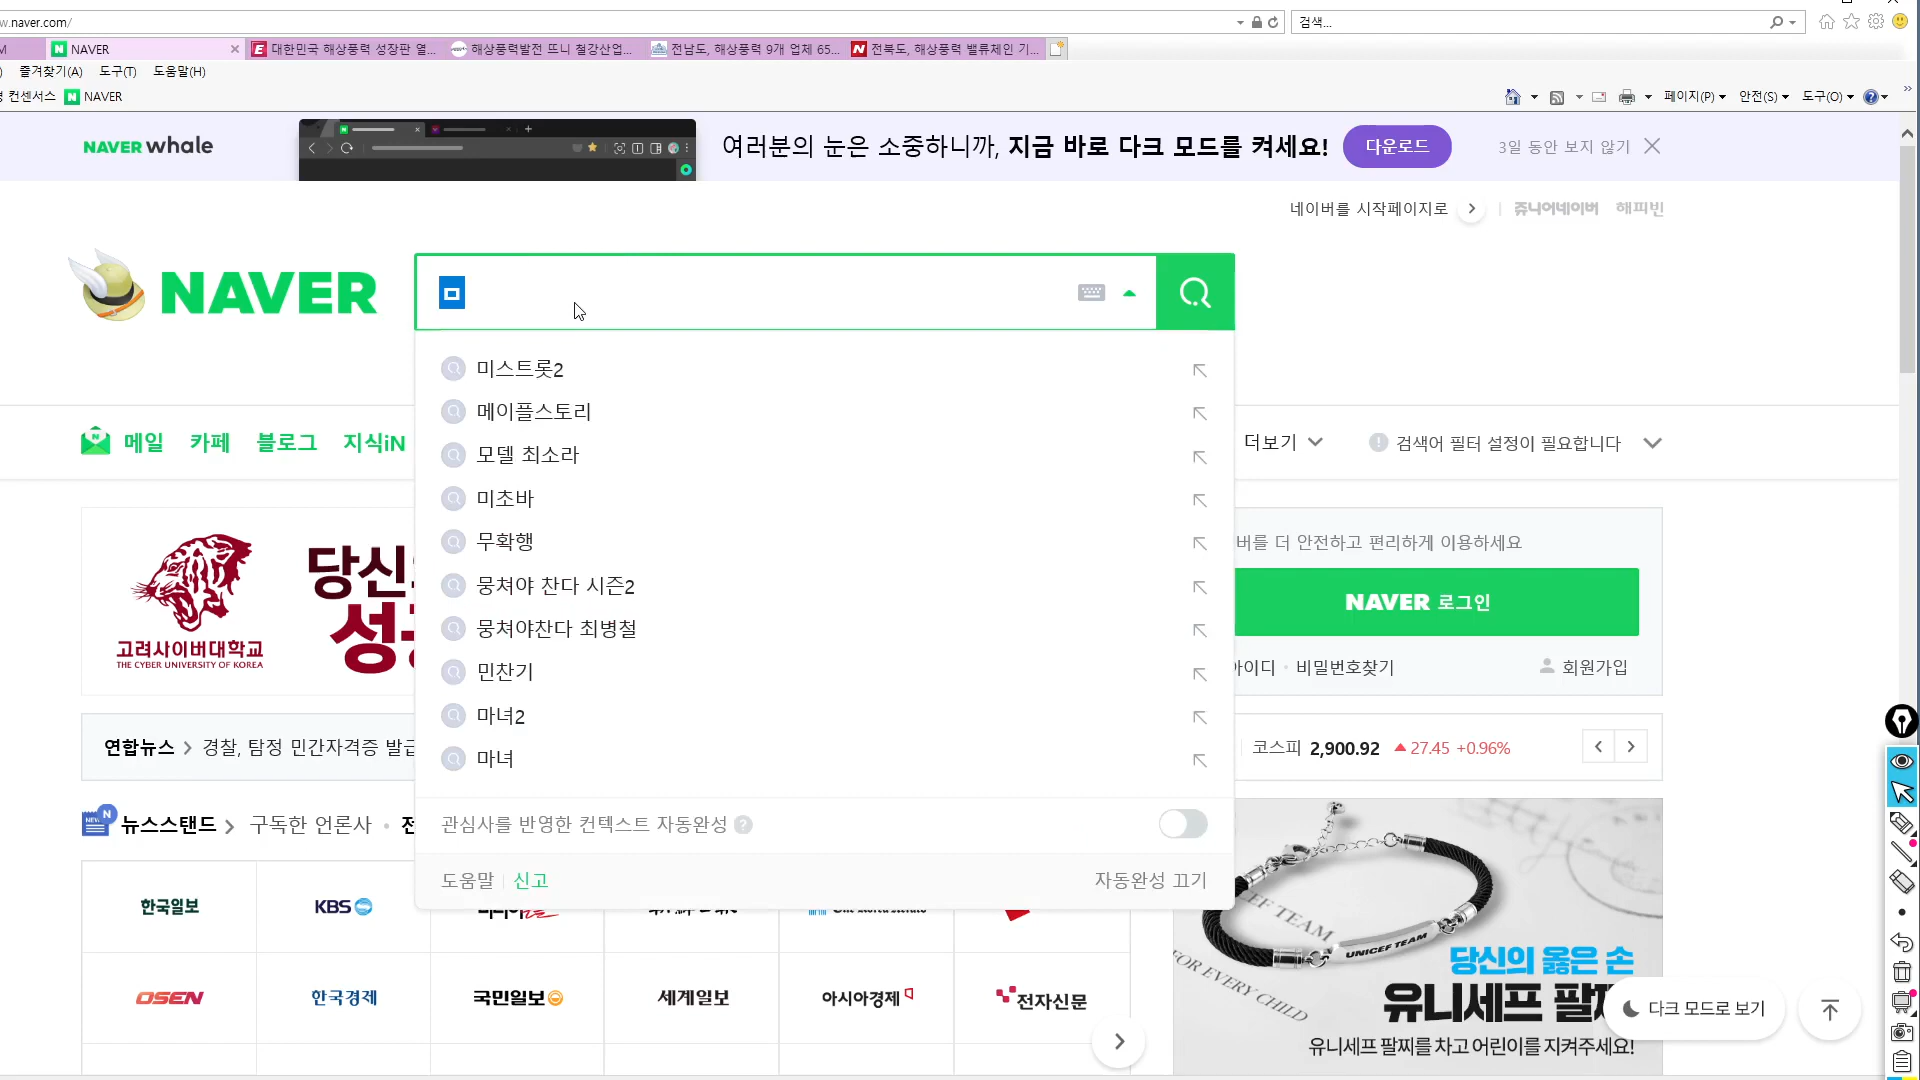 w.naver.com/
검색...
M
NAVER
대한민국 해상풍력 성장판 열...
해상풍력발전 뜨니 철강산업...
전남도, 해상풍력 9개 업체 65...
전북도, 해상풍력 밸류체인 기...
) 즐겨찾기(A) 도구(T) 도움말(H)
컨센서스 NAVER
페이지(P) 안전(S) 도구(O)
NAVER whale
여러분의 눈은 소중하니까, 지금 바로 다크 모드를 켜세요!
다운로드
3일 동안 보지 않기
네이버를 시작페이지로
쥬니어네이버 해피빈
NAVER
ㅁ
미스트롯2
메이플스토리
모델 최소라
미초바
무확행
뭉쳐야 찬다 시즌2
뭉쳐야찬다 최병철
민찬기
마녀2
마녀
관심사를 반영한 컨텍스트 자동완성 ?
도움말 신고
자동완성 끄기
메일 카페 블로그 지식iN
더보기
검색어 필터 설정이 필요합니다
고려사이버대학교
THE CYBER UNIVERSITY OF KOREA
당신의
성
버를 더 안전하고 편리하게 이용하세요
NAVER 로그인
아이디 · 비밀번호찾기
회원가입
연합뉴스 > 경찰, 탐정 민간자격증 발급
코스피 2,900.92 ▲ 27.45 +0.96%
뉴스스탠드 > 구독한 언론사 · 전
한국일보
KBS
OSEN
한국경제
국민일보
세계일보
아시아경제
전자신문
UNICEF TEAM
FOR EVERY CHILD
당신의 옳은 손
유니세프 팔찌
유니세프 팔찌를 차고 어린이를 지켜주세요!
다크 모드로 보기